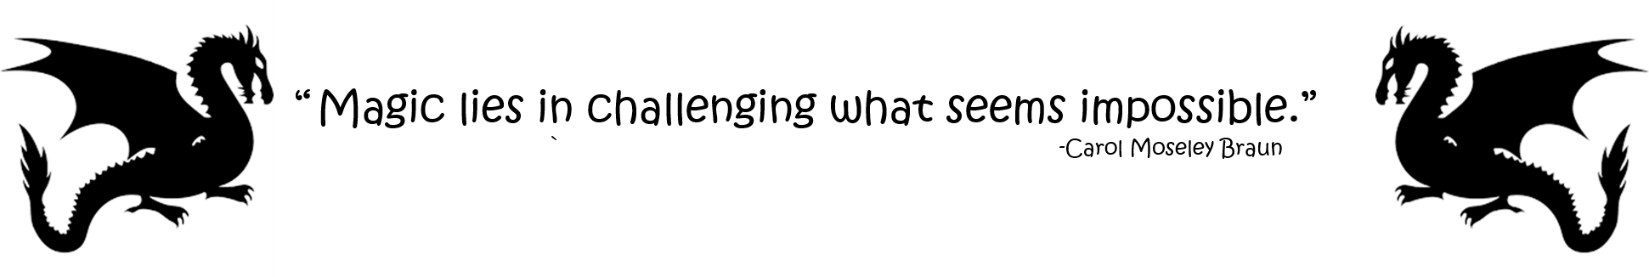 “ Magic lies in challenging what seems impossible.”
`
-Carol Moseley Braun